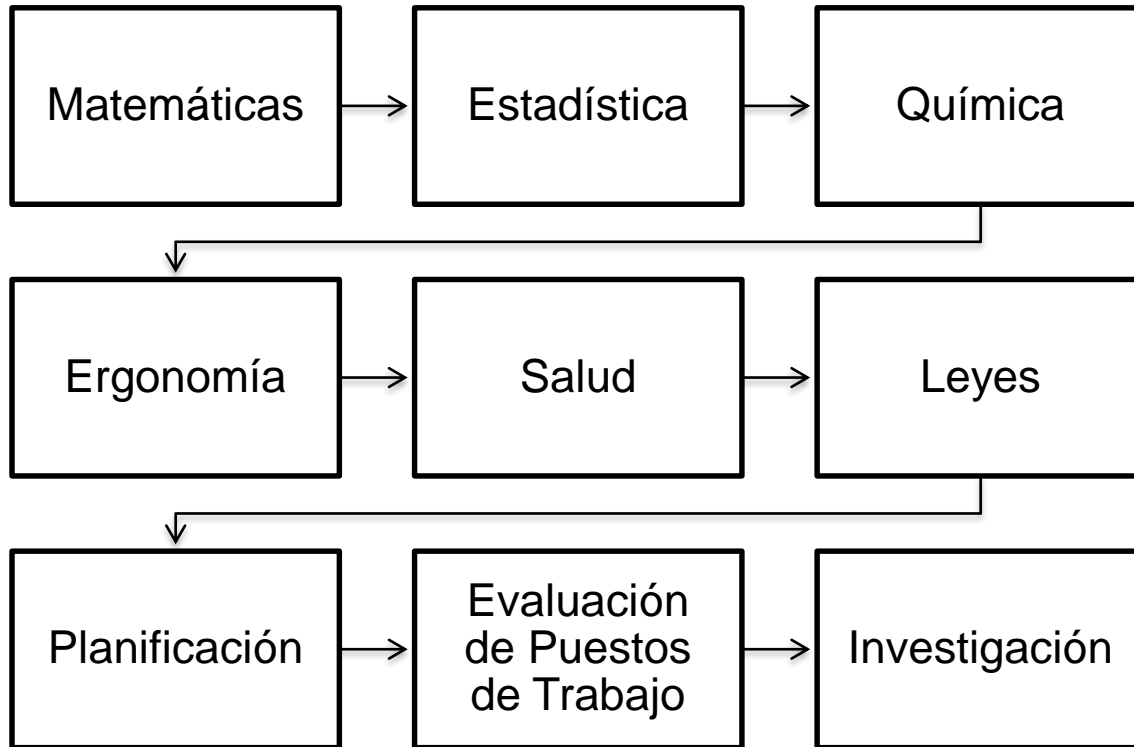 Matemáticas
Estadística
Química
Ergonomía
Salud
Leyes
Planificación
Evaluación
de Puestos
de Trabajo
Investigación